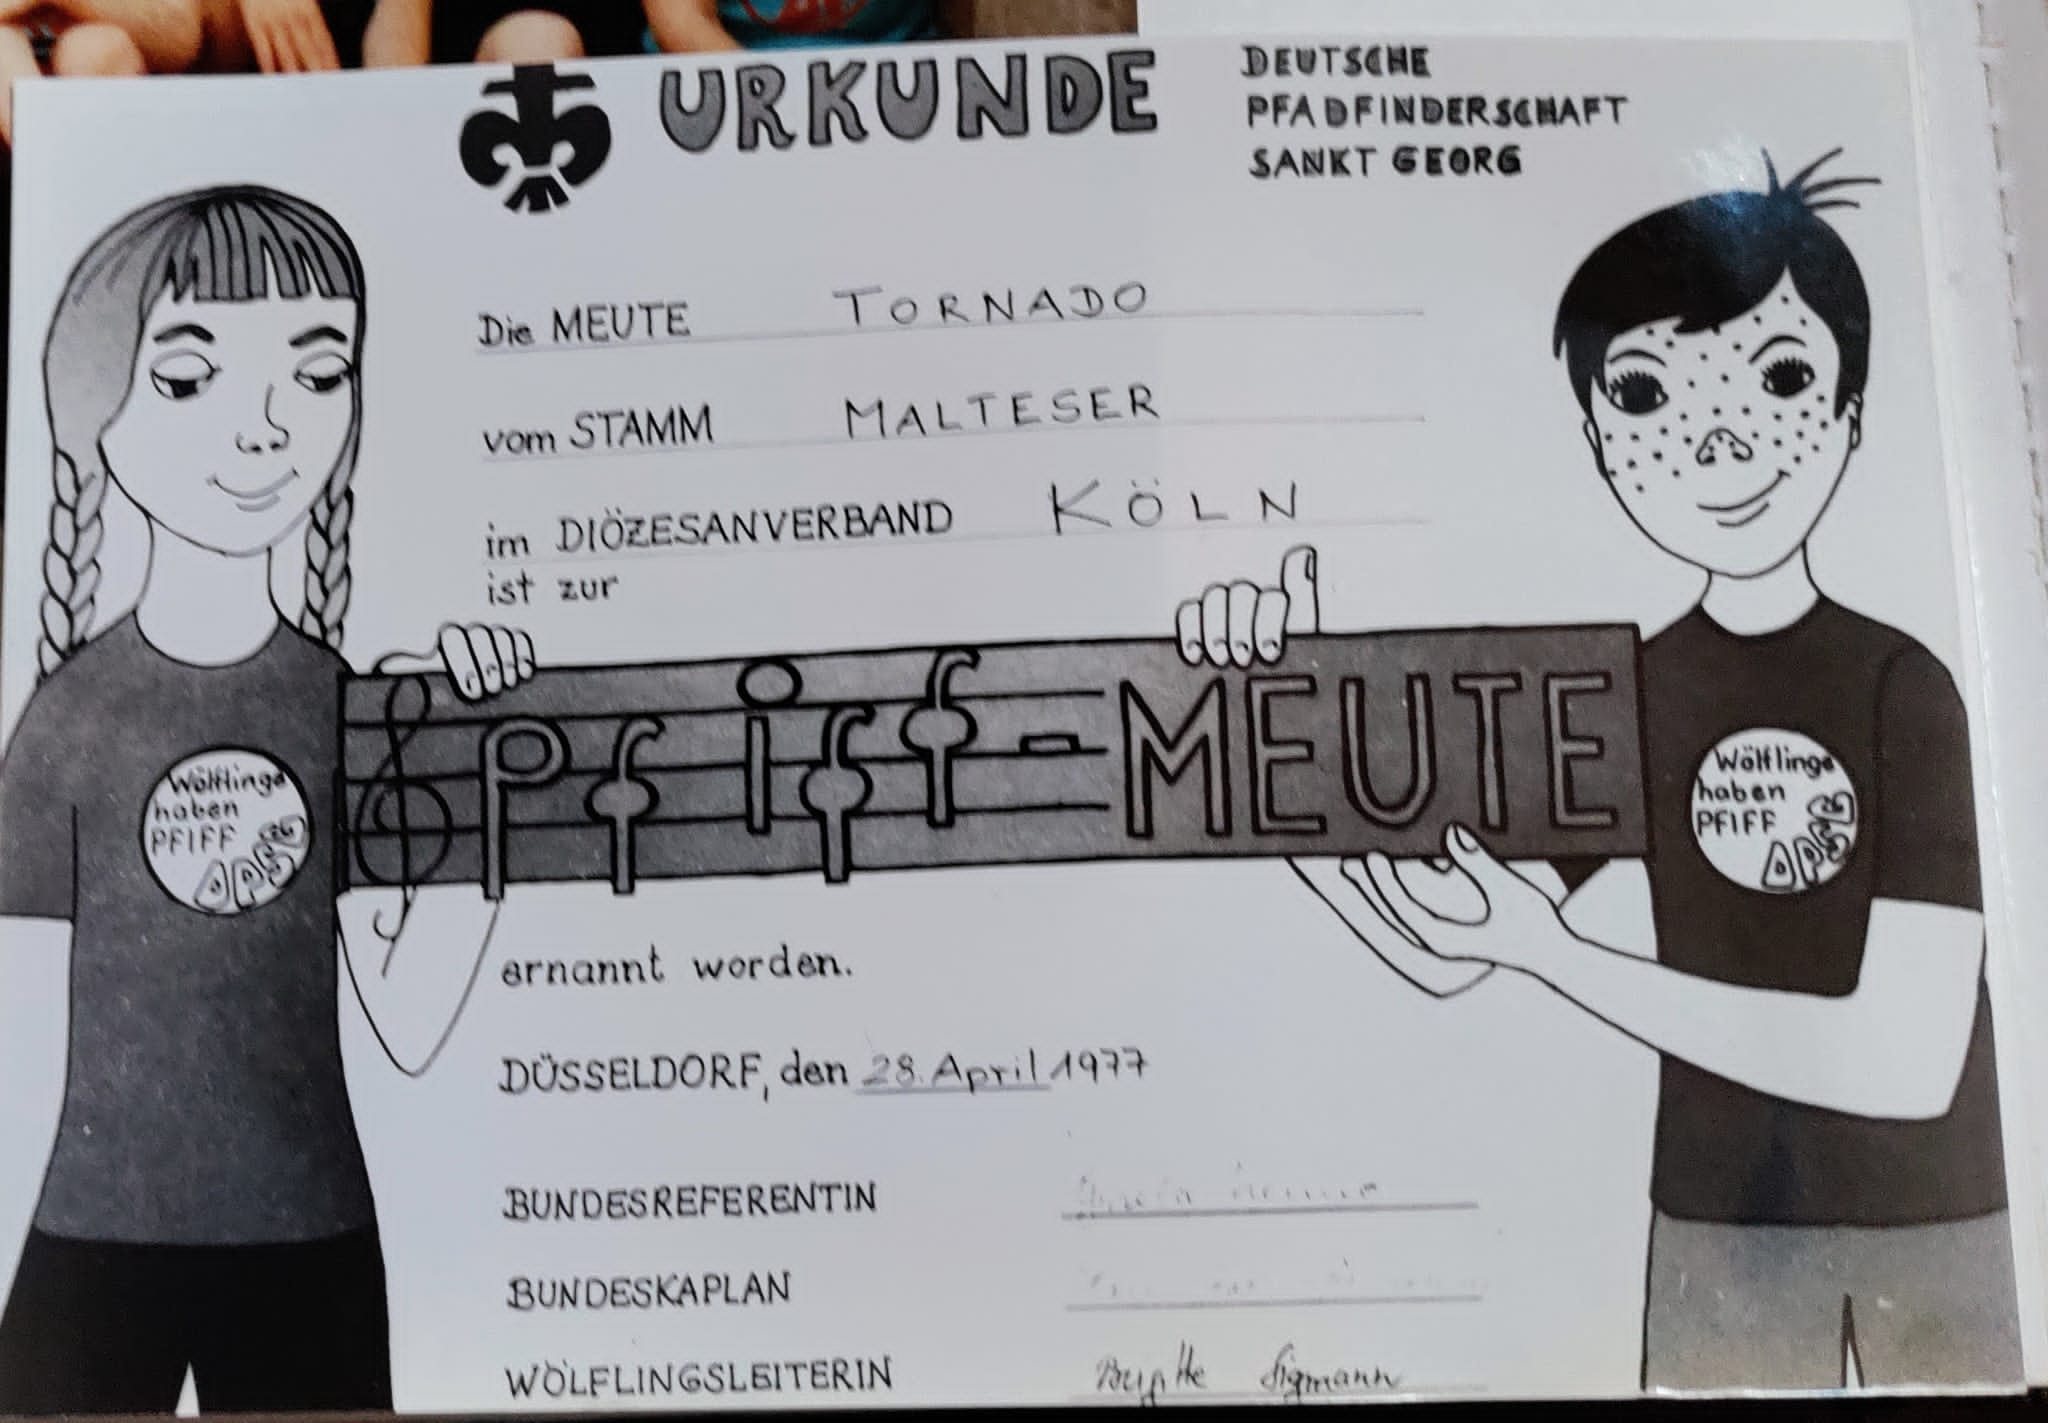 URKUNDE
DEUTSCHE
PFADFINDERSCHAFT
SANKT GEORG
Die MEUTE TORNADO
vom STAMM MALTESER
im DIÖZESANVERBAND KÖLN
ist zur
Pfiff-MEUTE
Wölflinge
haben
PFIFF
DPSG
Wölflinge
haben
PFIFF
DPSG
ernannt worden.
DÜSSELDORF, den 28. April 1977
BUNDESREFERENTIN
BUNDESKAPLAN
WÖLFLINGSLEITERIN Brigitte Sigmann